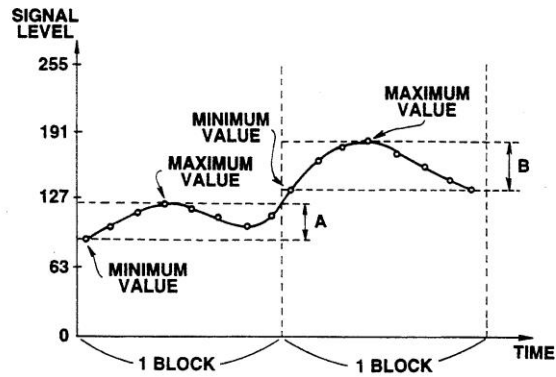 SIGNAL
LEVEL
255
191
127
63
0
MINIMUM
VALUE
MAXIMUM
VALUE
MAXIMUM
VALUE
MINIMUM
VALUE
A
B
TIME
1 BLOCK
1 BLOCK